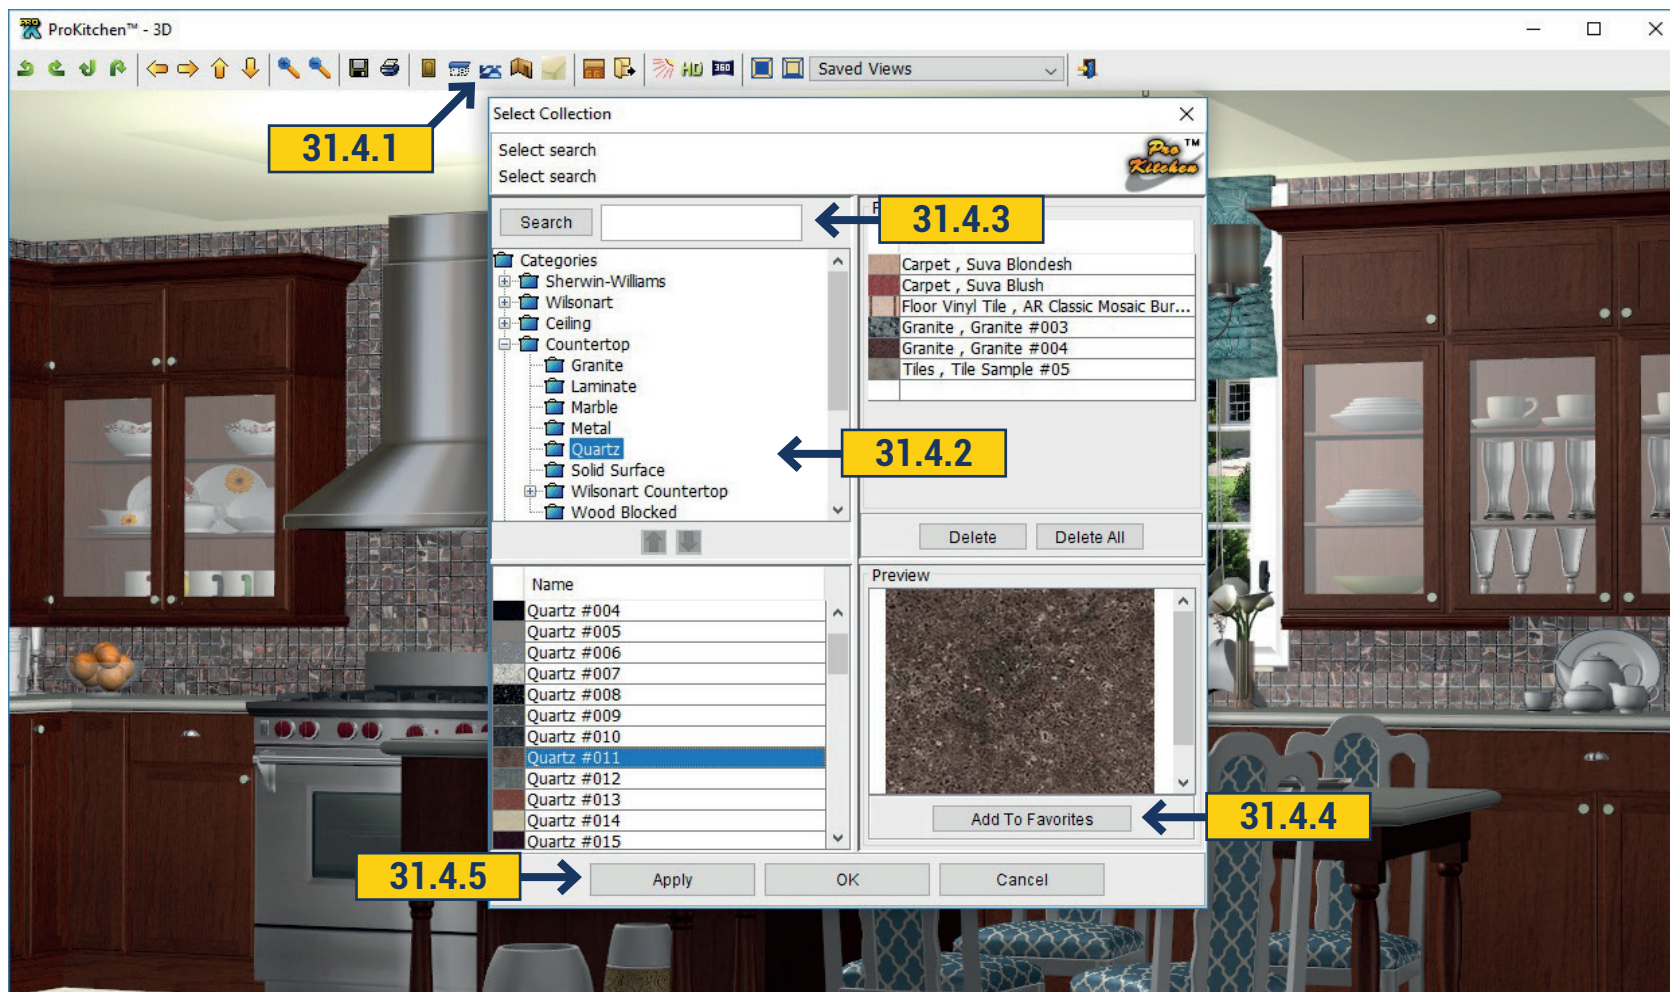 ProKitchen™ - 3D
HD
360
Saved Views
31.4.1
Select Collection
Select search
Select search
Pro Kitchen ™
Search
31.4.3
Categories
Sherwin-Williams
Wilsonart
Ceiling
Countertop
Granite
Laminate
Marble
Metal
Quartz
Solid Surface
Wilsonart Countertop
Wood Blocked
31.4.2
Carpet , Suva Blondesh
Carpet , Suva Blush
Floor Vinyl Tile , AR Classic Mosaic Bur...
Granite , Granite #003
Granite , Granite #004
Tiles , Tile Sample #05
Delete
Delete All
Name
Quartz #004
Quartz #005
Quartz #006
Quartz #007
Quartz #008
Quartz #009
Quartz #010
Quartz #011
Quartz #012
Quartz #013
Quartz #014
Quartz #015
Preview
Add To Favorites
31.4.4
31.4.5
Apply
OK
Cancel